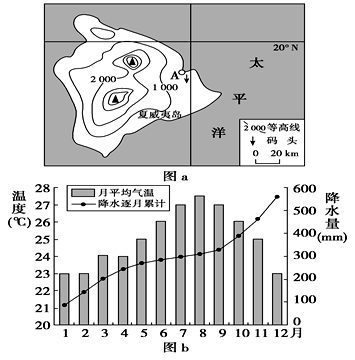 20°N
太
2 000
A
1 000
平
夏威夷岛
洋
2 000 等高线
码头
0 20 km
图 a
温度(℃)
月平均气温
降水逐月累计
降水量(mm)
28
27
26
25
24
23
22
21
20
600
500
400
300
200
100
0
1 2 3 4 5 6 7 8 9 10 11 12 月
图 b